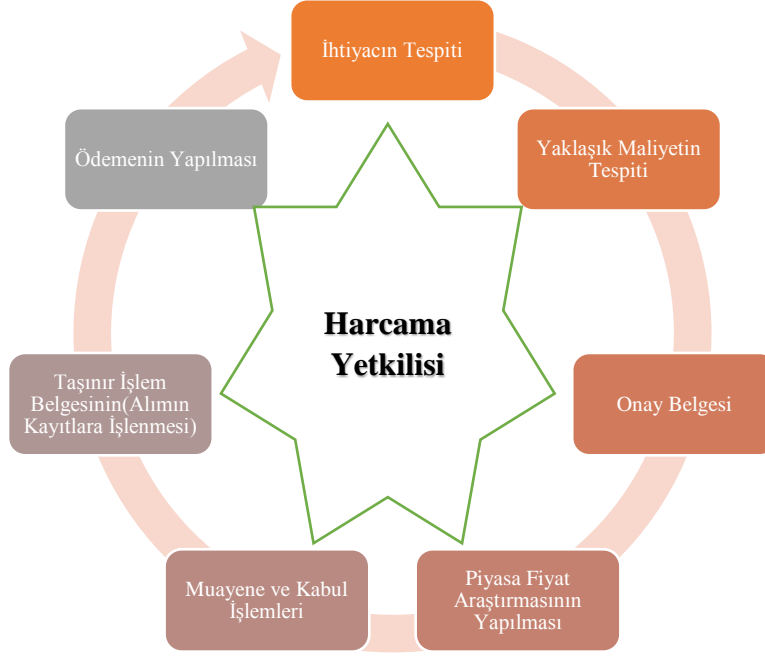 İhtiyacın Tespiti
Yaklaşık Maliyetin
Tespiti
Onay Belgesi
Piyasa Fiyat
Araştırmasının
Yapılması
Muayene ve Kabul
İşlemleri
Taşınır İşlem
Belgesinin(Alımın
Kayıtlara İşlenmesi)
Ödemenin Yapılması
Harcama
Yetkilisi